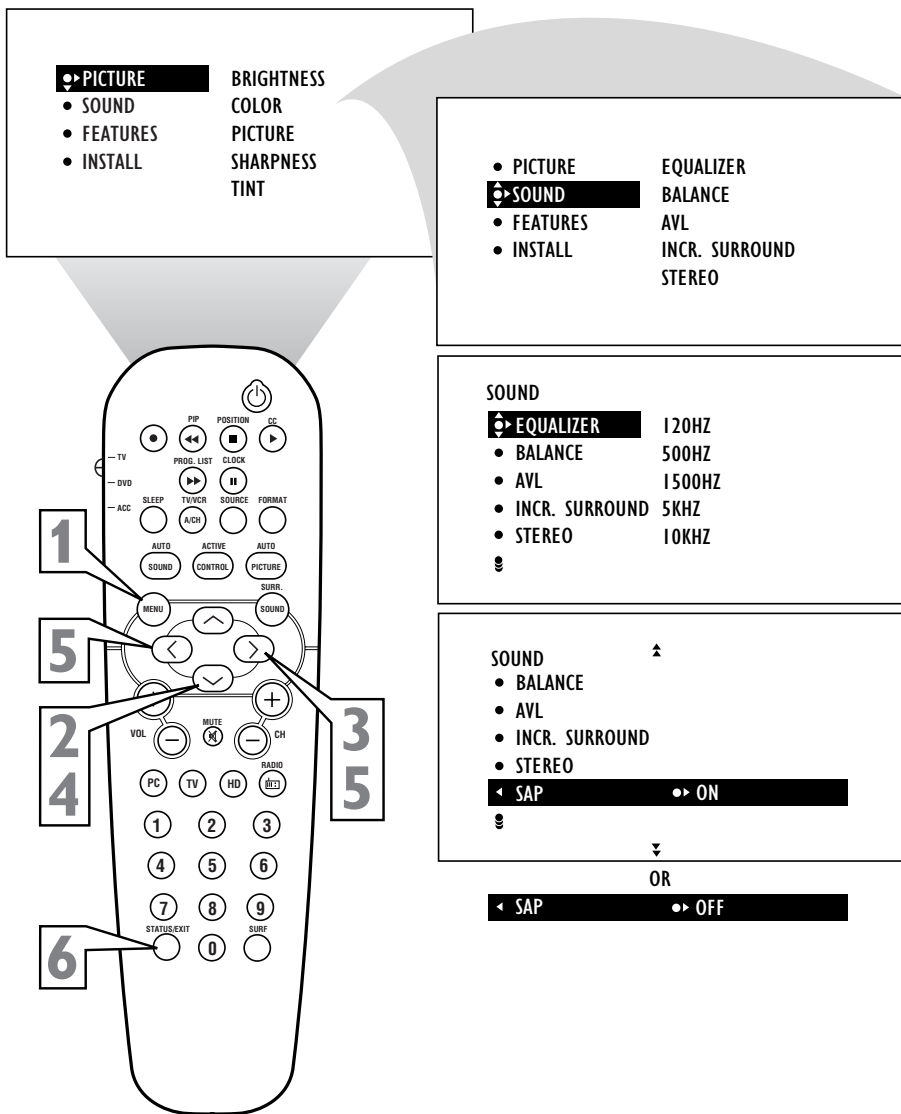 PICTURE BRIGHTNESS
SOUND COLOR
FEATURES PICTURE
INSTALL SHARPNESS
TINT
PICTURE EQUALIZER
SOUND BALANCE
FEATURES AVL
INSTALL INCR. SURROUND
STEREO
SOUND
EQUALIZER 120HZ
BALANCE 500HZ
AVL 1500HZ
INCR. SURROUND 5KHZ
STEREO 10KHZ
SOUND
BALANCE
AVL
INCR. SURROUND
STEREO
SAP ON
OR
SAP OFF
PIP POSITION CC
TV
DVD
ACC
PROG. LIST CLOCK
SLEEP TV/VCR SOURCE FORMAT
A/CH
AUTO ACTIVE AUTO
SOUND CONTROL PICTURE
SURR.
MENU SOUND
1
5
2
4
3
5
+ +
VOL − MUTE − CH
RADIO
PC TV HD
1 2 3
4 5 6
7 8 9
STATUS/EXIT 0 SURF
6